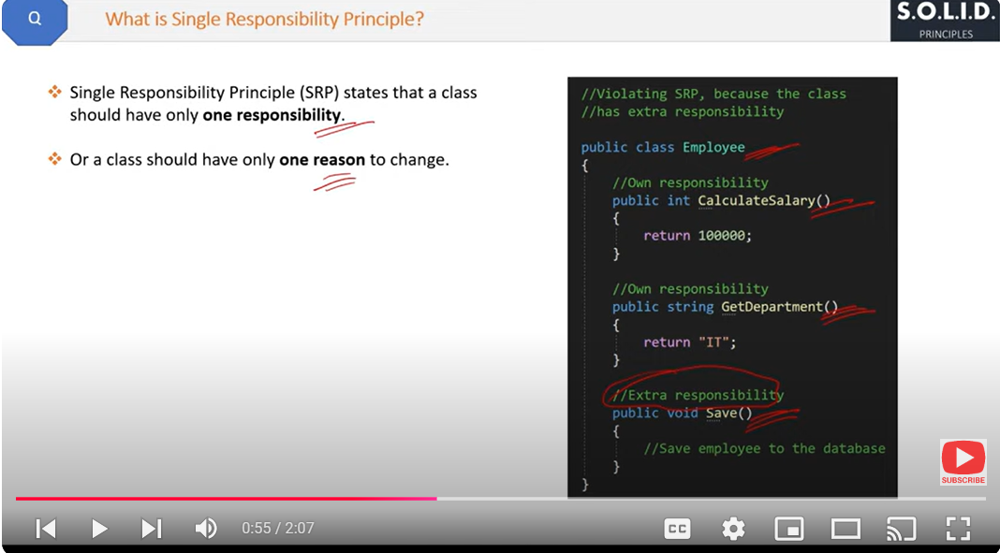 Q
What is Single Responsibility Principle?
S.O.L.I.D.
PRINCIPLES
Single Responsibility Principle (SRP) states that a class
should have only one responsibility.
Or a class should have only one reason to change.
//Violating SRP, because the class
//has extra responsibility
public class Employee
{
//Own responsibility
public int CalculateSalary()
{
return 100000;
}
//Own responsibility
public string GetDepartment()
{
return "IT";
}
//Extra responsibility
public void Save()
{
//Save employee to the database
}
}
SUBSCRIBE
0:55 / 2:07
CC